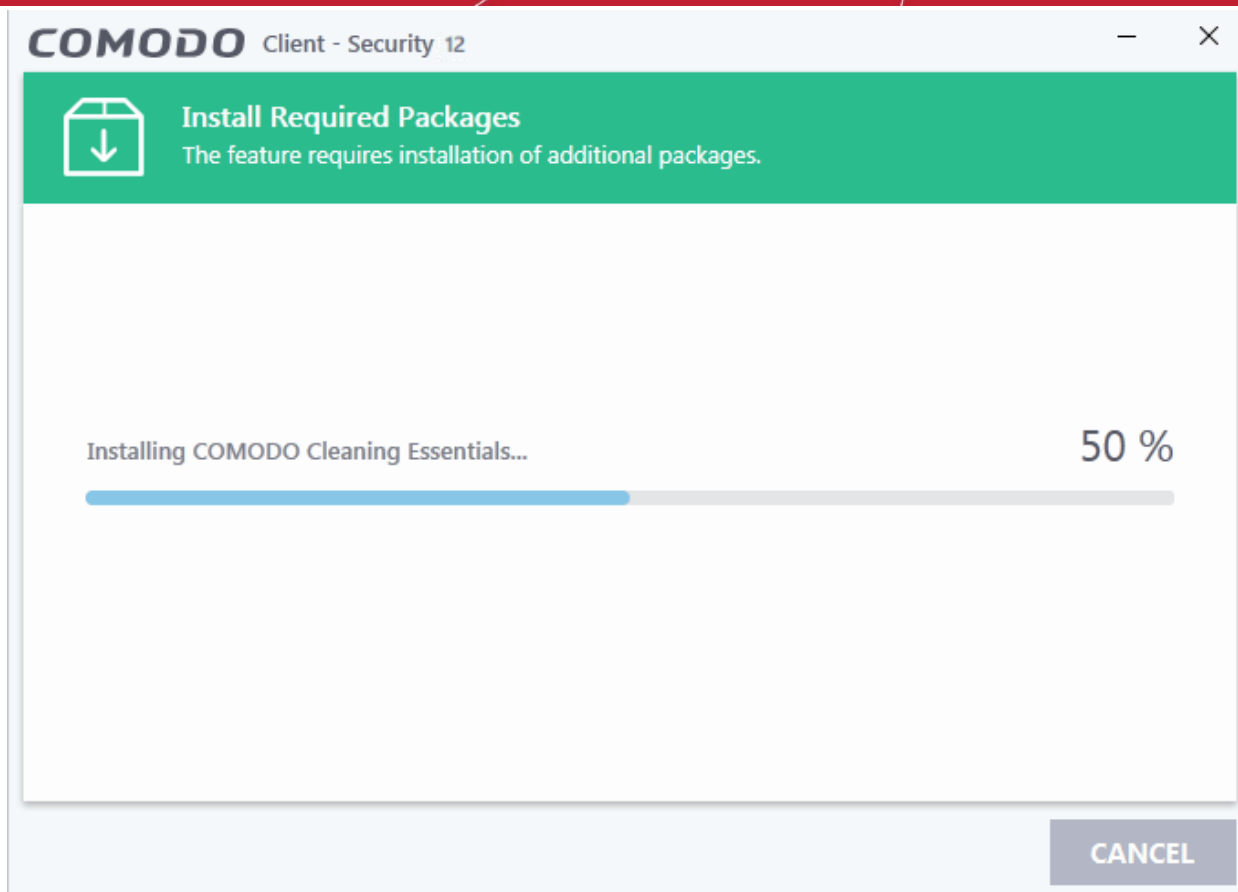 COMODO Client - Security 12
Install Required Packages
The feature requires installation of additional packages.
Installing COMODO Cleaning Essentials...
50 %
CANCEL